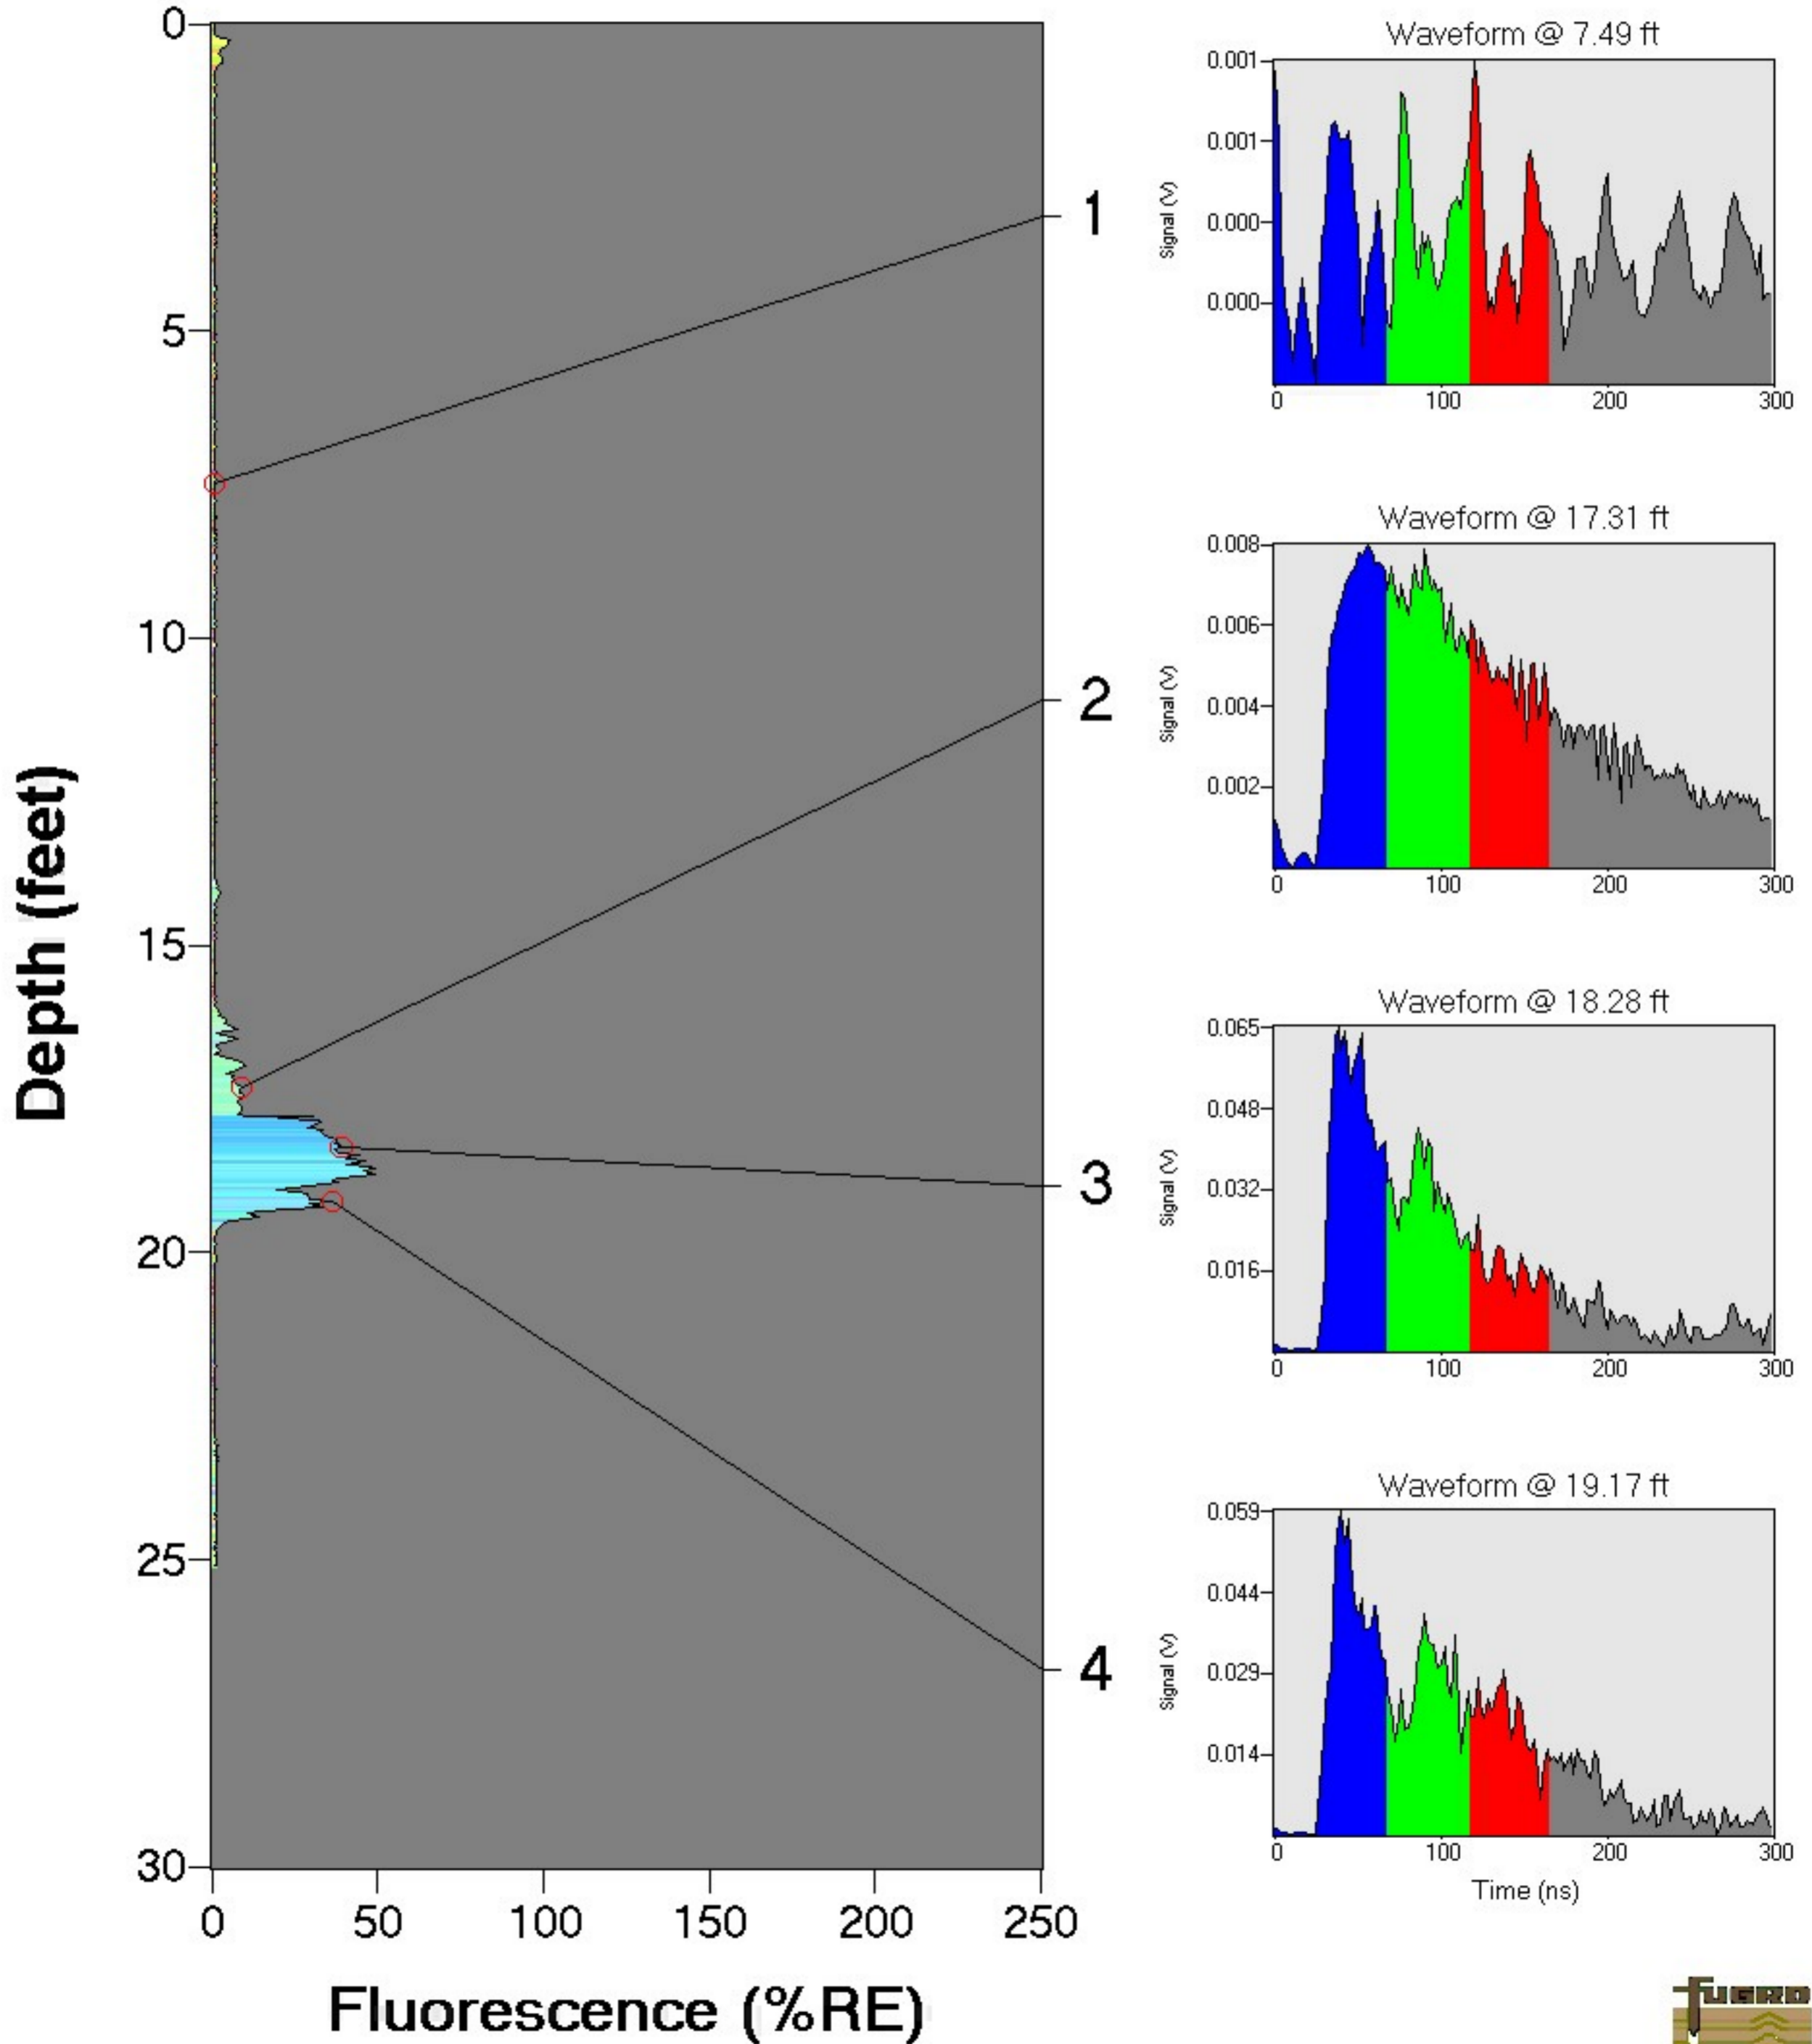 Depth (feet)
0
5
10
15
20
25
30
0 50 100 150 200 250
Fluorescence (%RE)
1
2
3
4
Waveform @ 7.49 ft
Signal (V)
0.001
0.001
0.000
0.000
0 100 200 300
Waveform @ 17.31 ft
Signal (V)
0.008
0.006
0.004
0.002
0 100 200 300
Waveform @ 18.28 ft
Signal (V)
0.065
0.048
0.032
0.016
0 100 200 300
Waveform @ 19.17 ft
Signal (V)
0.059
0.044
0.029
0.014
100 200 300
Time (ns)
fUGRO